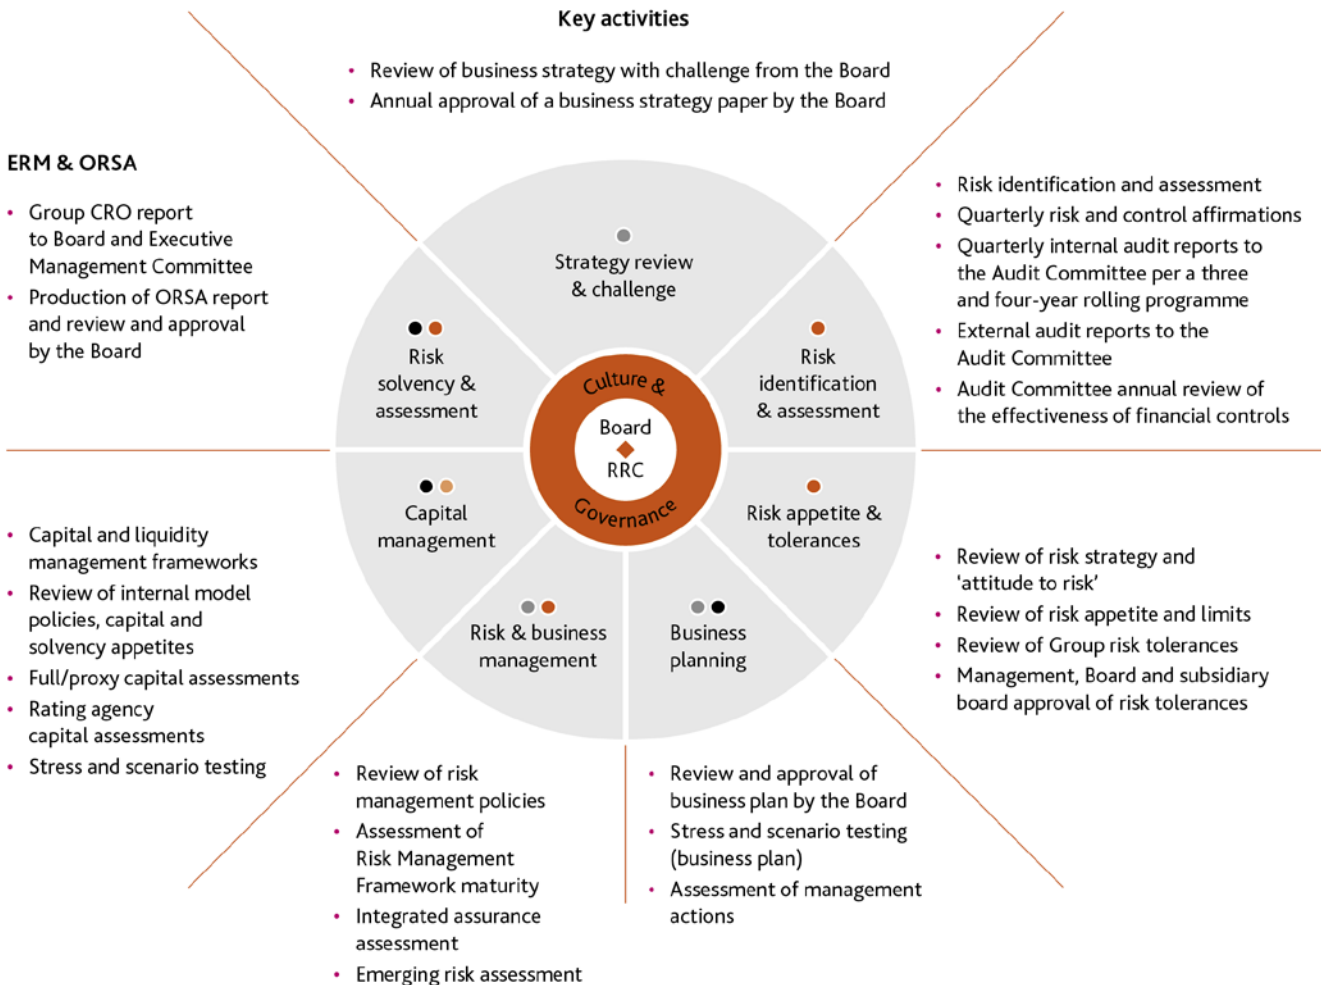 Key activities
• Review of business strategy with challenge from the Board
• Annual approval of a business strategy paper by the Board
ERM & ORSA
• Group CRO report
to Board and Executive
Management Committee
• Production of ORSA report
and review and approval
by the Board
• Risk identification and assessment
• Quarterly risk and control affirmations
• Quarterly internal audit reports to
the Audit Committee per a three
and four-year rolling programme
• External audit reports to the
Audit Committee
• Audit Committee annual review of
the effectiveness of financial controls
Strategy review
& challenge
Risk
solvency &
assessment
Risk
identification
& assessment
Culture &
Board
RRC
Governance
Capital
management
Risk appetite &
tolerances
Risk & business
management
Business
planning
• Capital and liquidity
management frameworks
• Review of internal model
policies, capital and
solvency appetites
• Full/proxy capital assessments
• Rating agency
capital assessments
• Stress and scenario testing
• Review of risk strategy and
‘attitude to risk’
• Review of risk appetite and limits
• Review of Group risk tolerances
• Management, Board and subsidiary
board approval of risk tolerances
• Review of risk
management policies
• Assessment of
Risk Management
Framework maturity
• Integrated assurance
assessment
• Emerging risk assessment
• Review and approval of
business plan by the Board
• Stress and scenario testing
(business plan)
• Assessment of management
actions